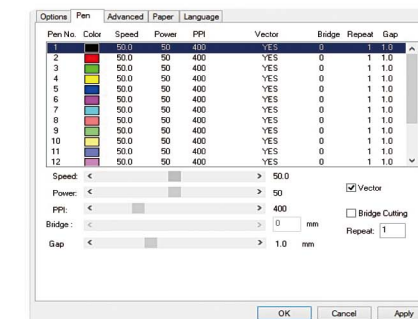 Options Pen Advanced Paper Language
Pen No. Color Speed Power PPI Vector Bridge Repeat Gap
1 50.0 50 400 YES 0 1 1.0
2 50.0 50 400 YES 0 1 1.0
3 50.0 50 400 YES 0 1 1.0
4 50.0 50 400 YES 0 1 1.0
5 50.0 50 400 YES 0 1 1.0
6 50.0 50 400 YES 0 1 1.0
7 50.0 50 400 YES 0 1 1.0
8 50.0 50 400 YES 0 1 1.0
9 50.0 50 400 YES 0 1 1.0
10 50.0 50 400 YES 0 1 1.0
11 50.0 50 400 YES 0 1 1.0
12 50.0 50 400 YES 0 1 1.0
Speed: 50.0
Power: 50 Vector
PPI: 400 Bridge Cutting
Bridge : 0 mm Repeat: 1
Gap 1.0 mm
OK Cancel Apply